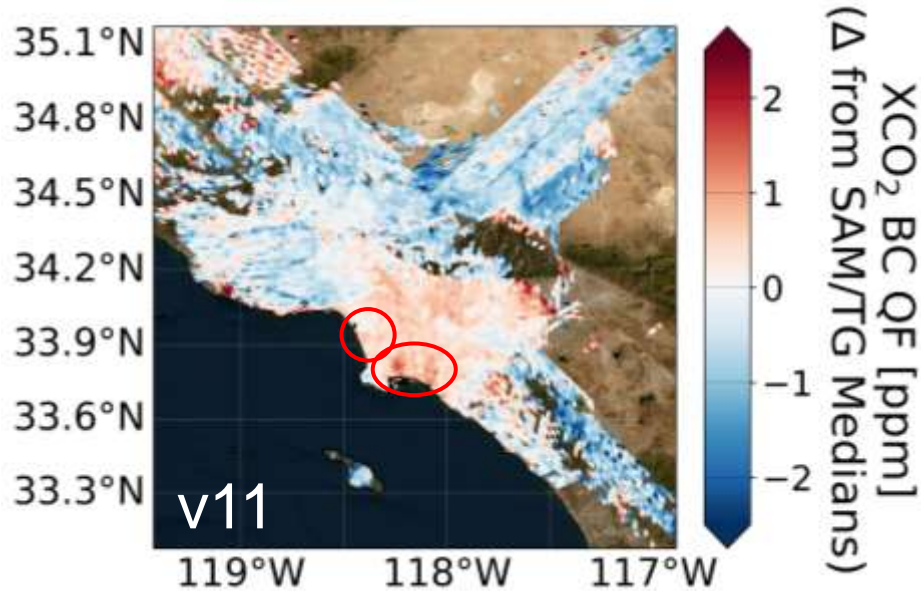 35.1°N
34.8°N
34.5°N
34.2°N
33.9°N
33.6°N
33.3°N
v11
119°W 118°W 117°W
2
1
0
−1
−2
XCO₂ BC QF [ppm]
(Δ from SAM/TG Medians)